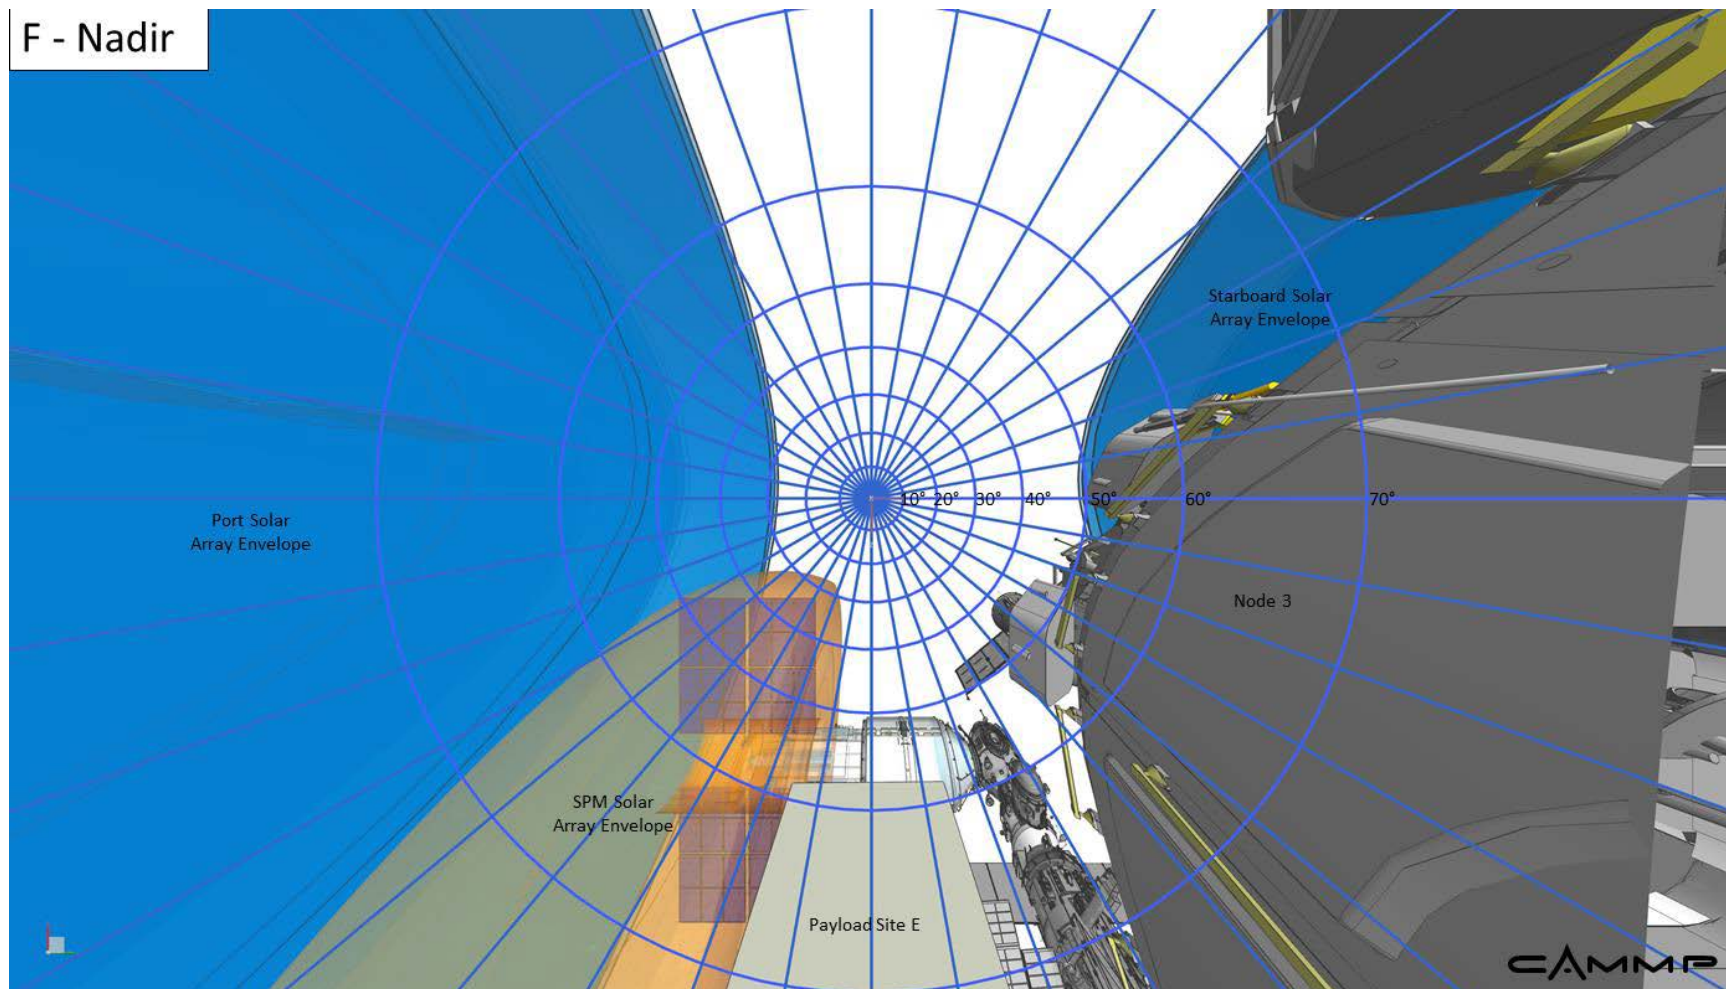 F - Nadir
Starboard Solar
Array Envelope
10° 20° 30° 40° 50° 60° 70°
Port Solar
Array Envelope
Node 3
SPM Solar
Array Envelope
Payload Site E
CAMMP